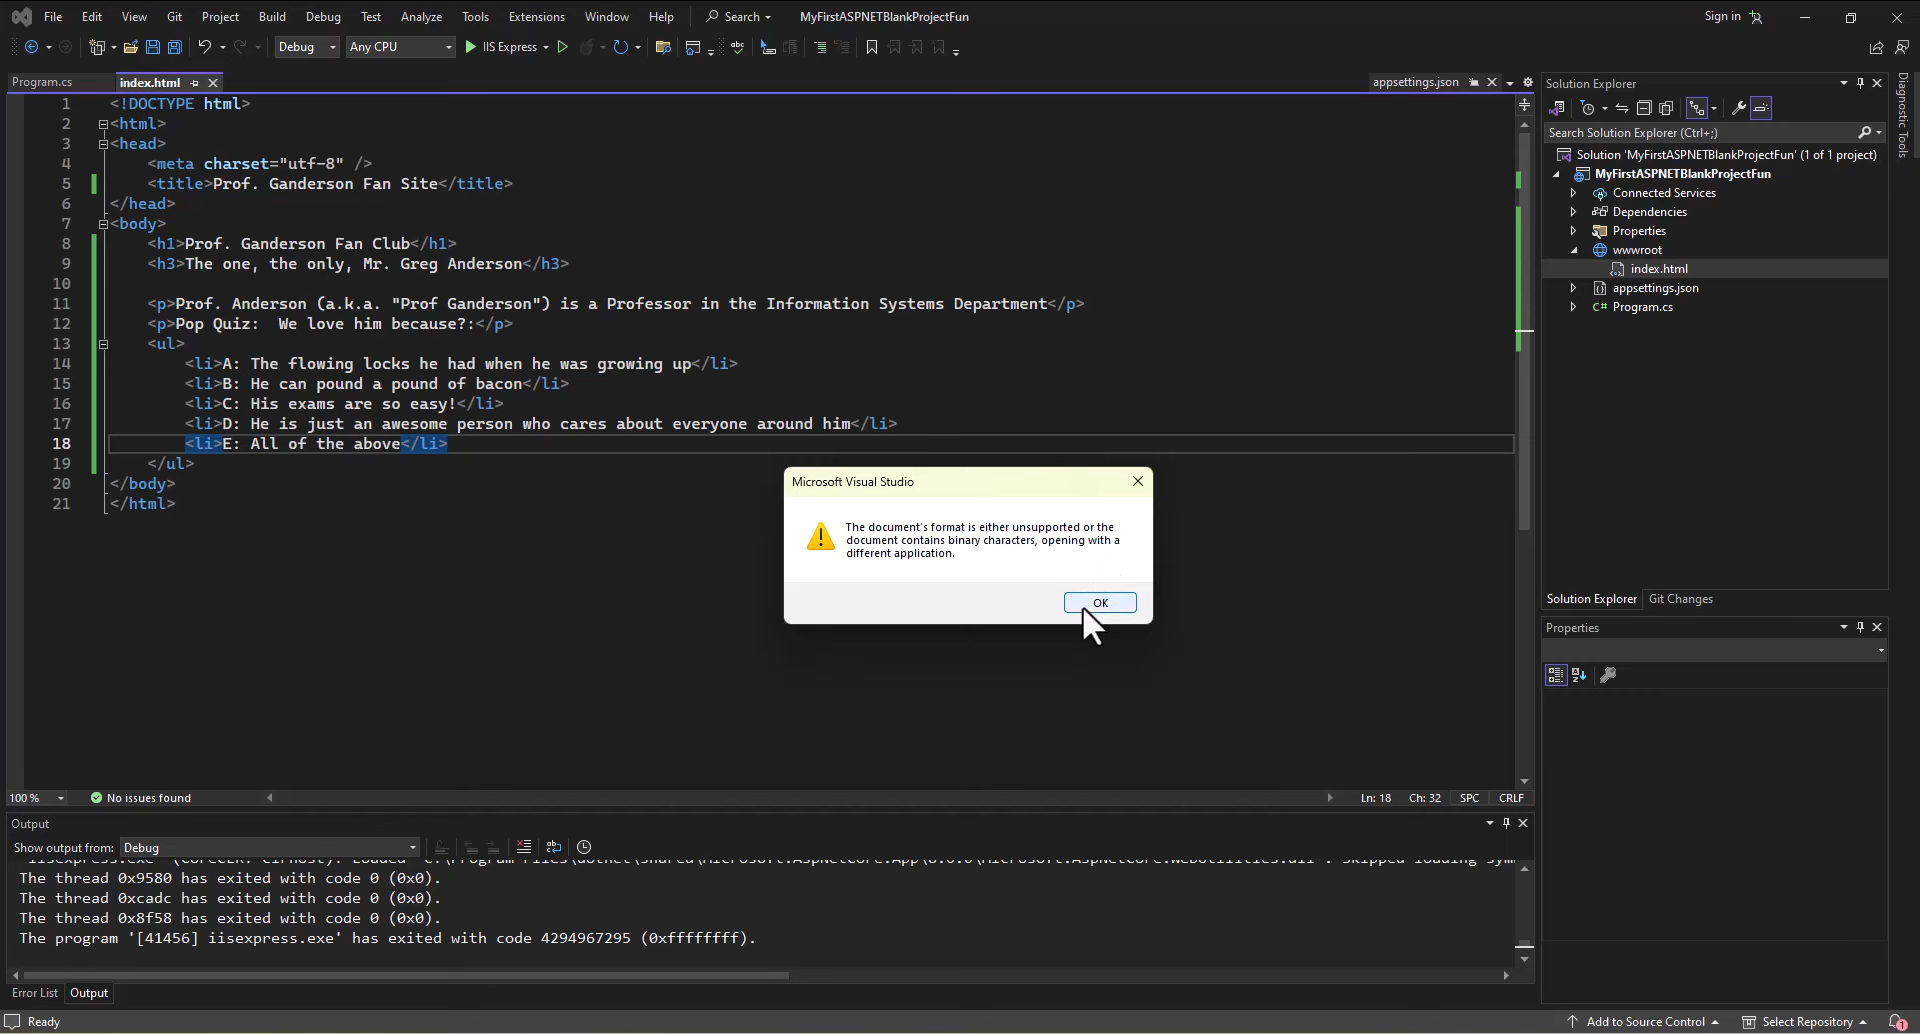 File Edit View Git Project Build Debug Test Analyze Tools Extensions Window Help Search MyFirstASPNETBlankProjectFun Sign in
Debug Any CPU IIS Express
Program.cs index.html appsettings.json
1 <!DOCTYPE html>
2 <html>
3 <head>
4 <meta charset="utf-8" />
5 <title>Prof. Ganderson Fan Site</title>
6 </head>
7 <body>
8 <h1>Prof. Ganderson Fan Club</h1>
9 <h3>The one, the only, Mr. Greg Anderson</h3>
10
11 <p>Prof. Anderson (a.k.a. "Prof Ganderson") is a Professor in the Information Systems Department</p>
12 <p>Pop Quiz:  We love him because?:</p>
13 <ul>
14 <li>A: The flowing locks he had when he was growing up</li>
15 <li>B: He can pound a pound of bacon</li>
16 <li>C: His exams are so easy!</li>
17 <li>D: He is just an awesome person who cares about everyone around him</li>
18 <li>E: All of the above</li>
19 </ul>
20 </body>
21 </html>
Microsoft Visual Studio
The document's format is either unsupported or the
document contains binary characters, opening with a
different application.
OK
100 % No issues found Ln: 18 Ch: 32 SPC CRLF
Output
Show output from: Debug
The thread 0x9580 has exited with code 0 (0x0).
The thread 0xcadc has exited with code 0 (0x0).
The thread 0x8f58 has exited with code 0 (0x0).
The program '[41456] iisexpress.exe' has exited with code 4294967295 (0xffffffff).
Error List Output
Ready
Solution Explorer
Search Solution Explorer (Ctrl+;)
Solution 'MyFirstASPNETBlankProjectFun' (1 of 1 project)
MyFirstASPNETBlankProjectFun
Connected Services
Dependencies
Properties
wwwroot
index.html
appsettings.json
C# Program.cs
Solution Explorer Git Changes
Properties
Diagnostic Tools
Add to Source Control Select Repository 1